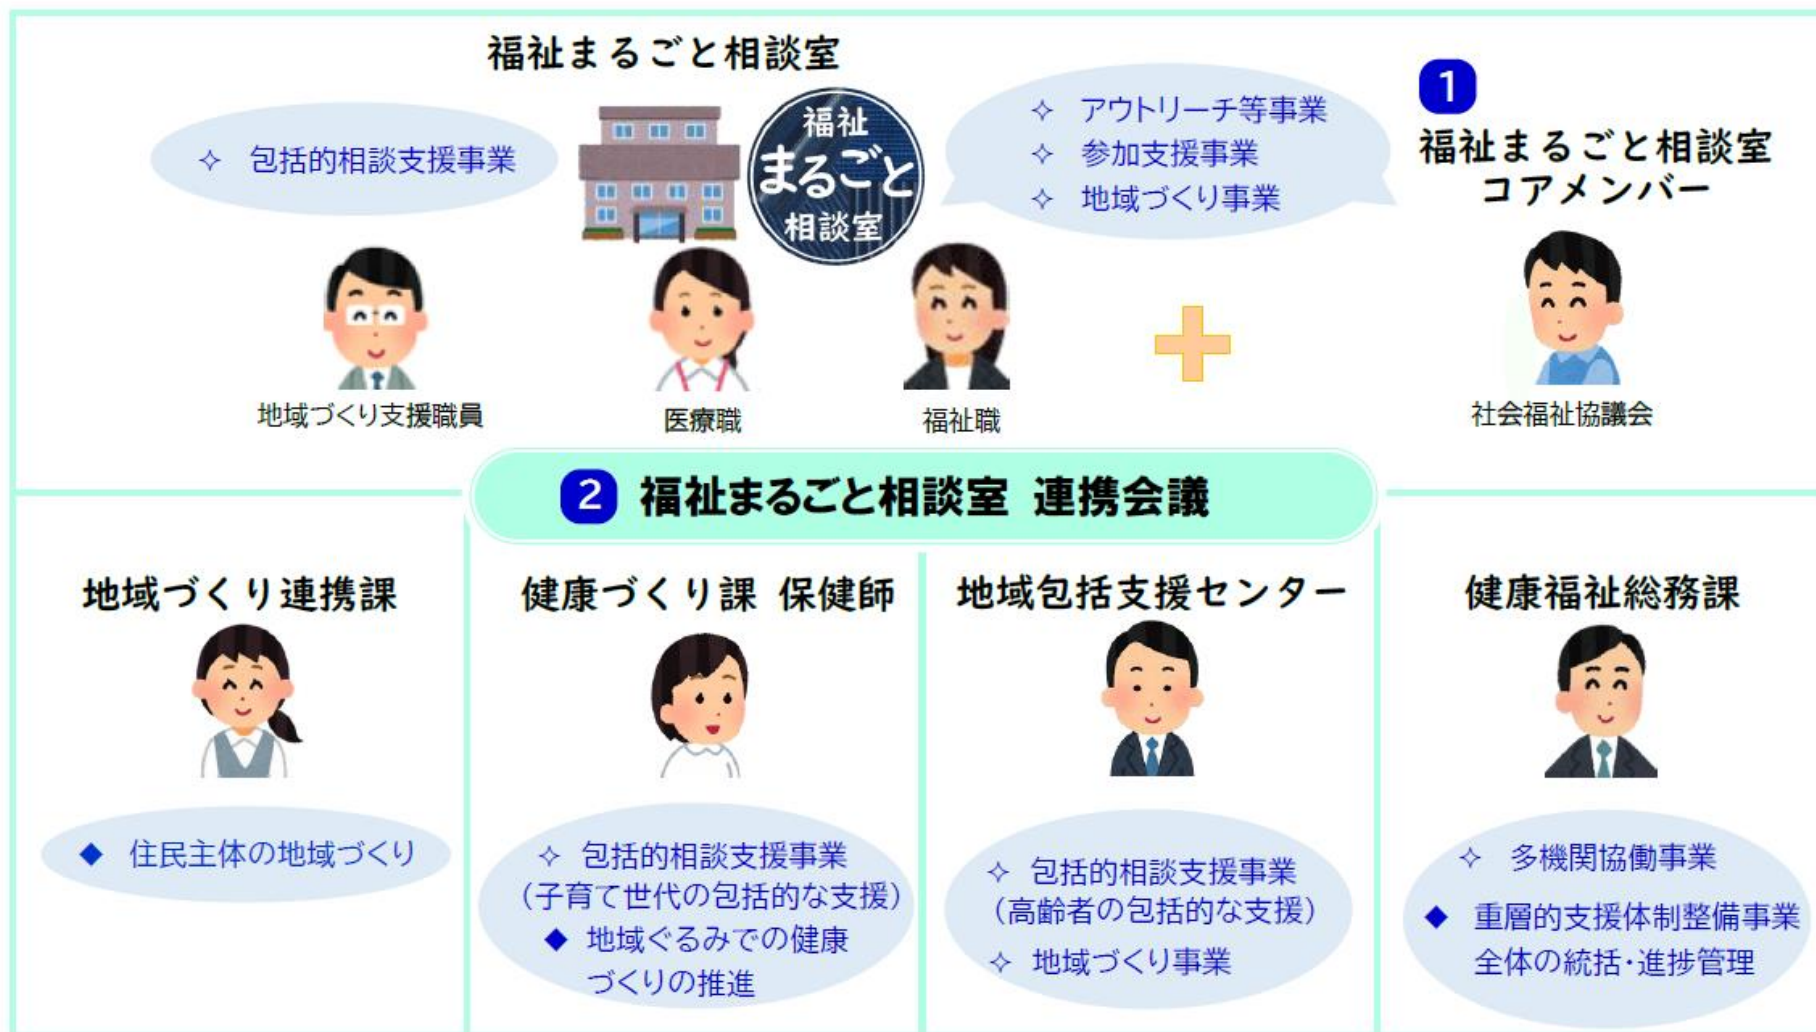 福祉まるごと相談室
✧ 包括的相談支援事業
福祉
まるごと
相談室
✧ アウトリーチ等事業
✧ 参加支援事業
✧ 地域づくり事業
1
福祉まるごと相談室
コアメンバー
地域づくり支援職員
医療職
福祉職
社会福祉協議会
2 福祉まるごと相談室 連携会議
地域づくり連携課
◆ 住民主体の地域づくり
健康づくり課 保健師
✧ 包括的相談支援事業
（子育て世代の包括的な支援）
◆ 地域ぐるみでの健康
づくりの推進
地域包括支援センター
✧ 包括的相談支援事業
（高齢者の包括的な支援）
✧ 地域づくり事業
健康福祉総務課
✧ 多機関協働事業
◆ 重層的支援体制整備事業
全体の統括・進捗管理